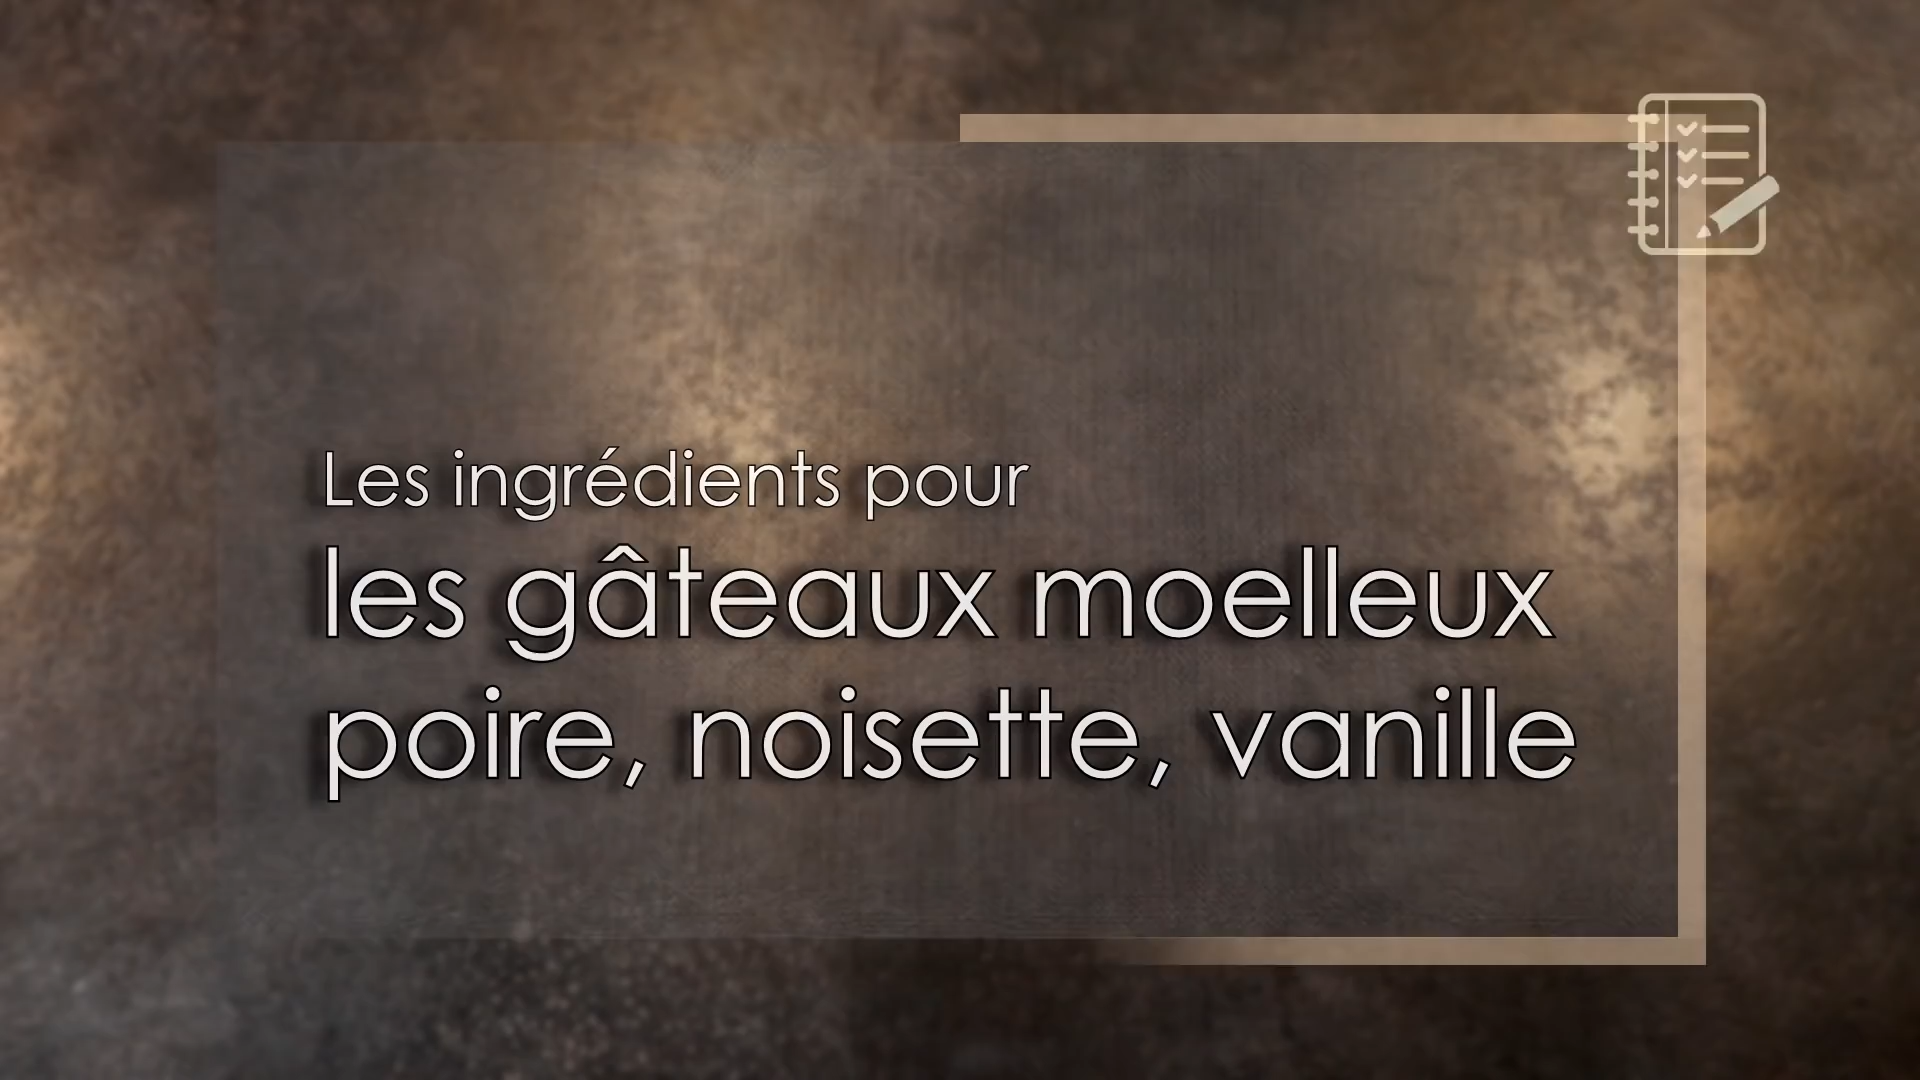 Les ingrédients pour
les gâteaux moelleux
poire, noisette, vanille